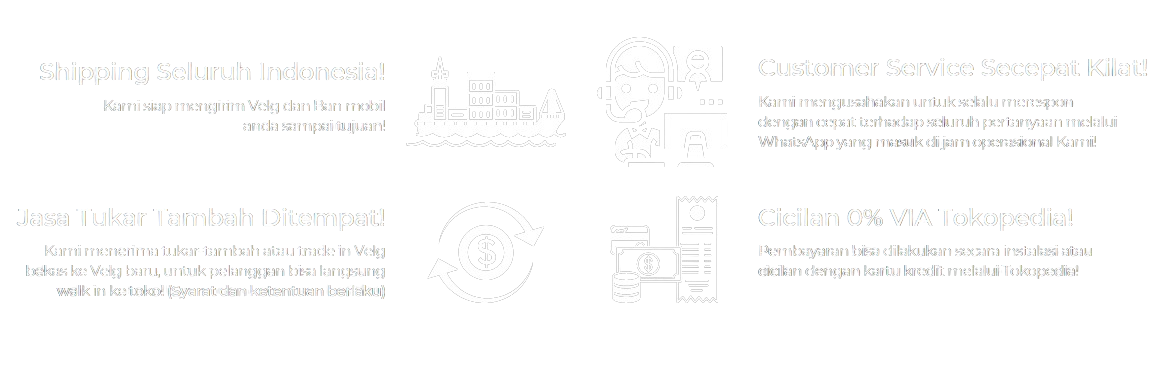 Shipping Seluruh Indonesia!
Kami siap mengirim Velg dan Ban mobil
anda sampai tujuan!
Customer Service Secepat Kilat!
Kami mengusahakan untuk selalu merespon
dengan cepat terhadap seluruh pertanyaan melalui
WhatsApp yang masuk di jam operasional Kami!
Jasa Tukar Tambah Ditempat!
Kami menerima tukar tambah atau trade in Velg
bekas ke Velg baru, untuk pelanggan bisa langsung
walk in ke toko! (Syarat dan ketentuan berlaku)
Cicilan 0% VIA Tokopedia!
Pembayaran bisa dilakukan secara instalasi atau
cicilan dengan kartu kredit melalui Tokopedia!